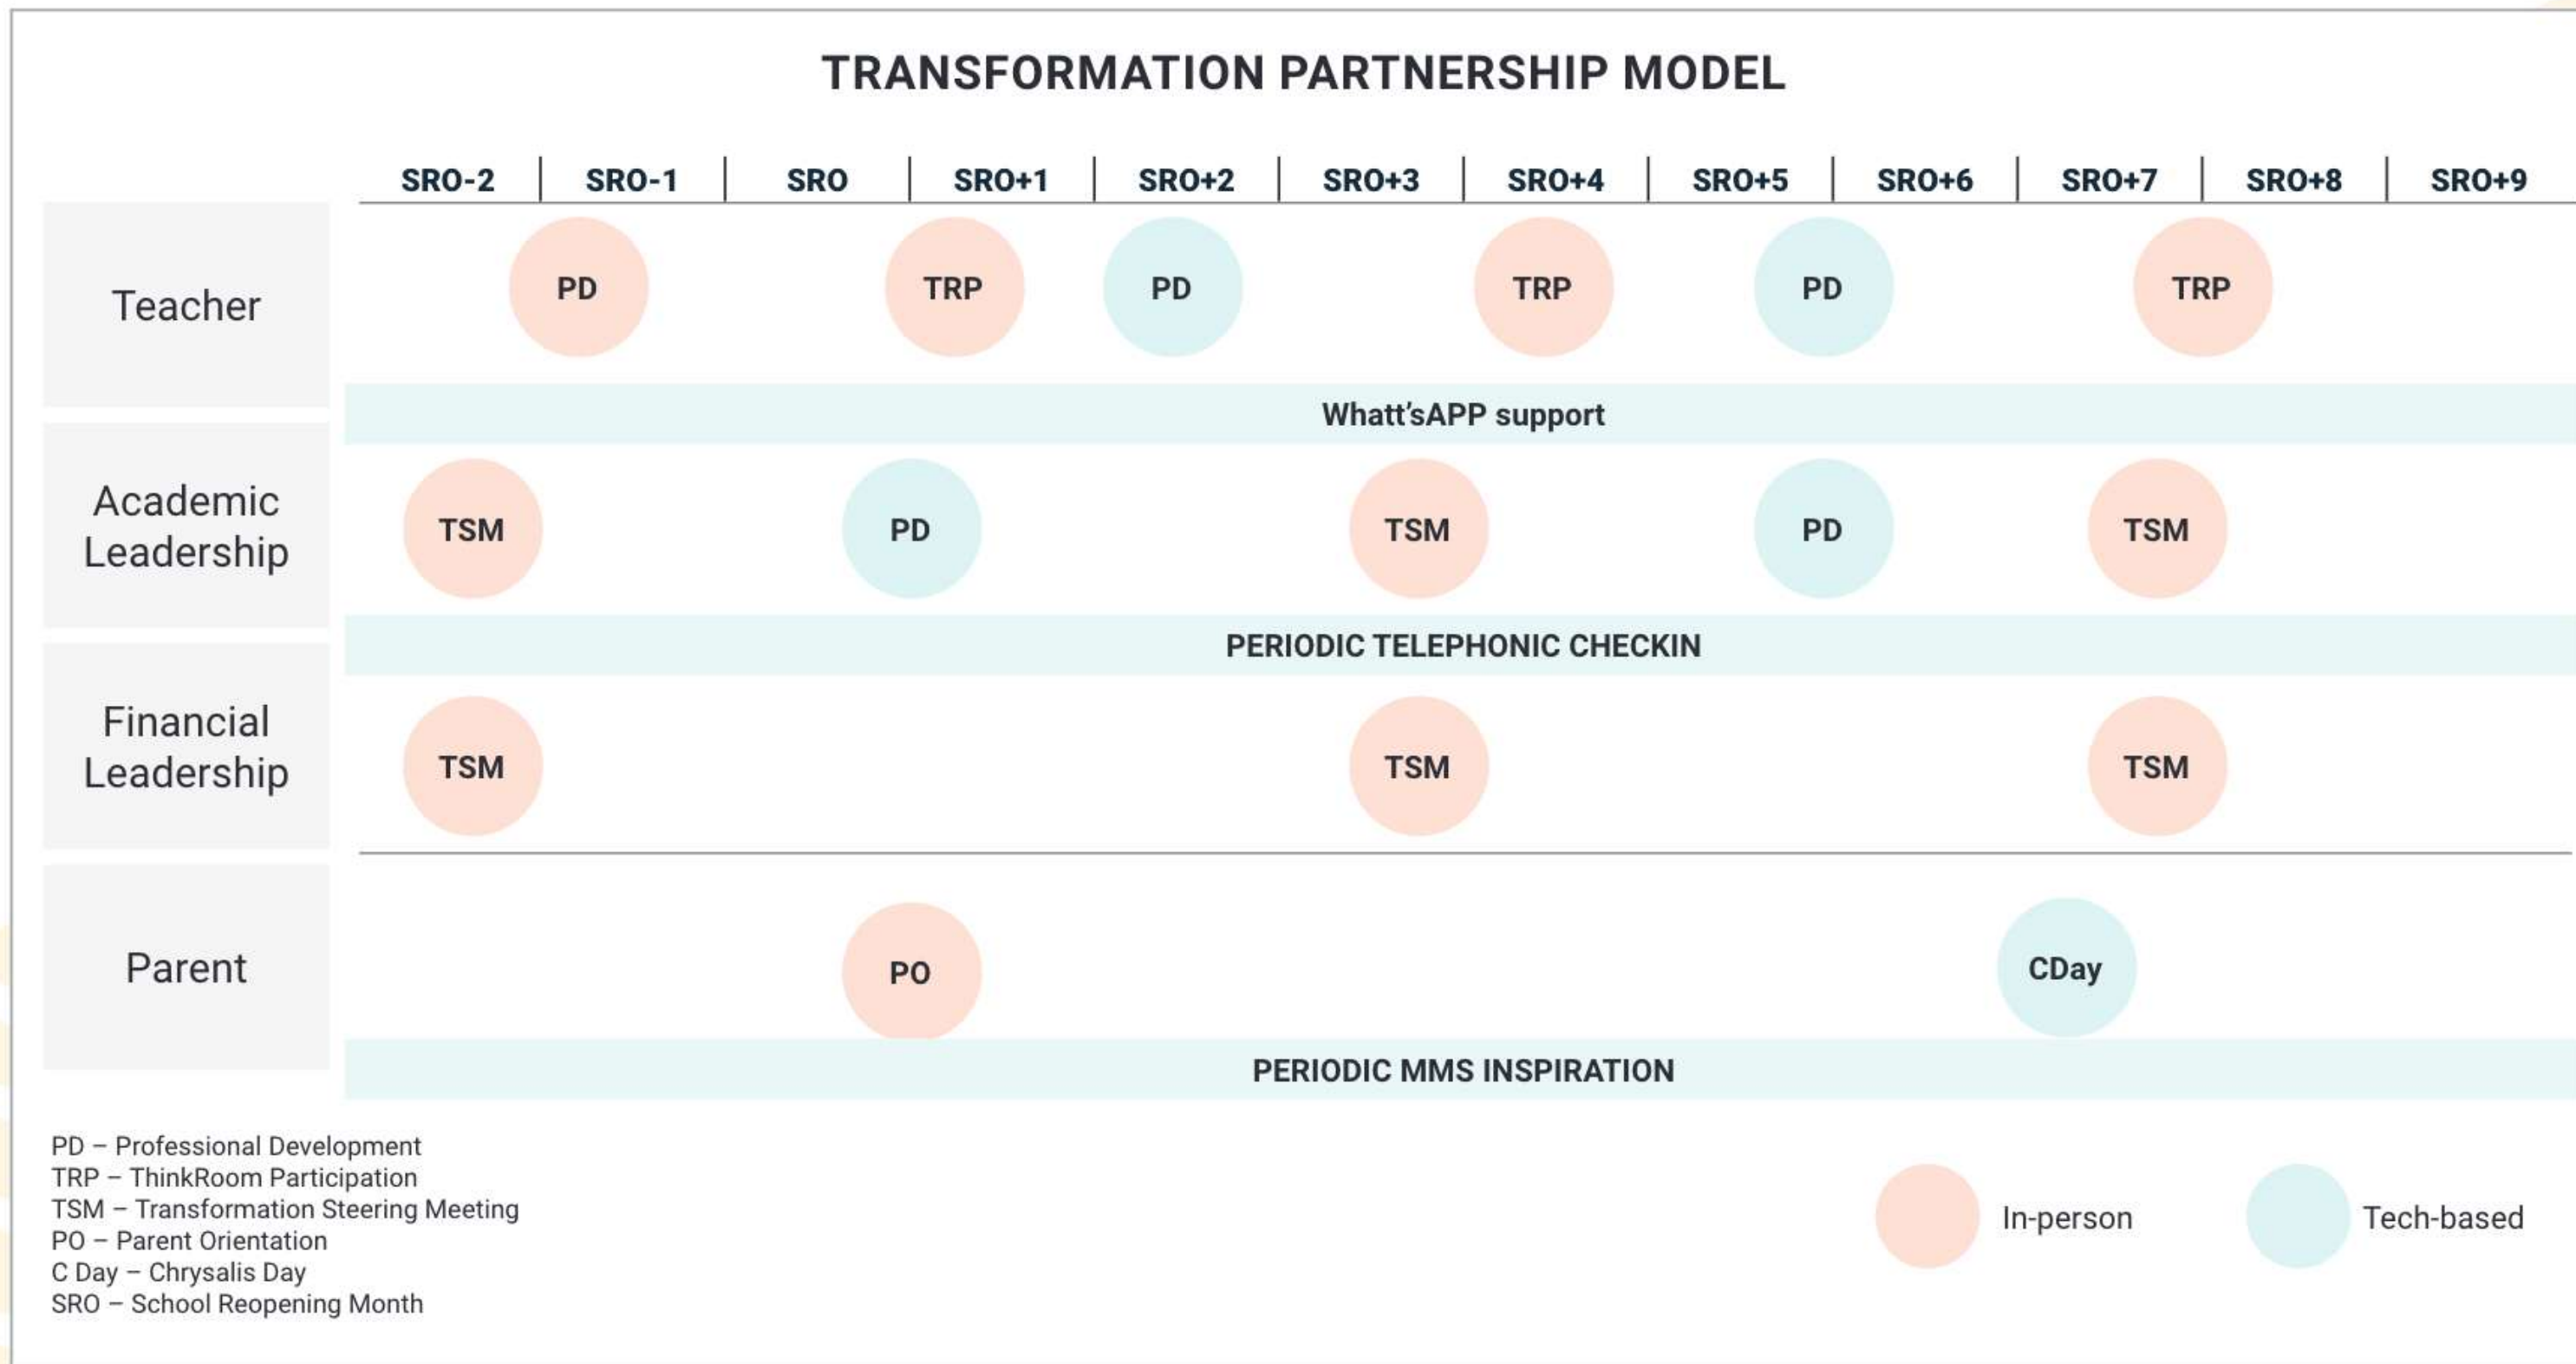 TRANSFORMATION PARTNERSHIP MODEL
SRO-2 SRO-1 SRO SRO+1 SRO+2 SRO+3 SRO+4 SRO+5 SRO+6 SRO+7 SRO+8 SRO+9
Teacher
PD TRP PD TRP PD TRP
Whatt'sAPP support
Academic
Leadership
TSM PD TSM PD TSM
PERIODIC TELEPHONIC CHECKIN
Financial
Leadership
TSM TSM TSM
Parent
PO CDay
PERIODIC MMS INSPIRATION
PD – Professional Development
TRP – ThinkRoom Participation
TSM – Transformation Steering Meeting
PO – Parent Orientation
C Day – Chrysalis Day
SRO – School Reopening Month
In-person Tech-based